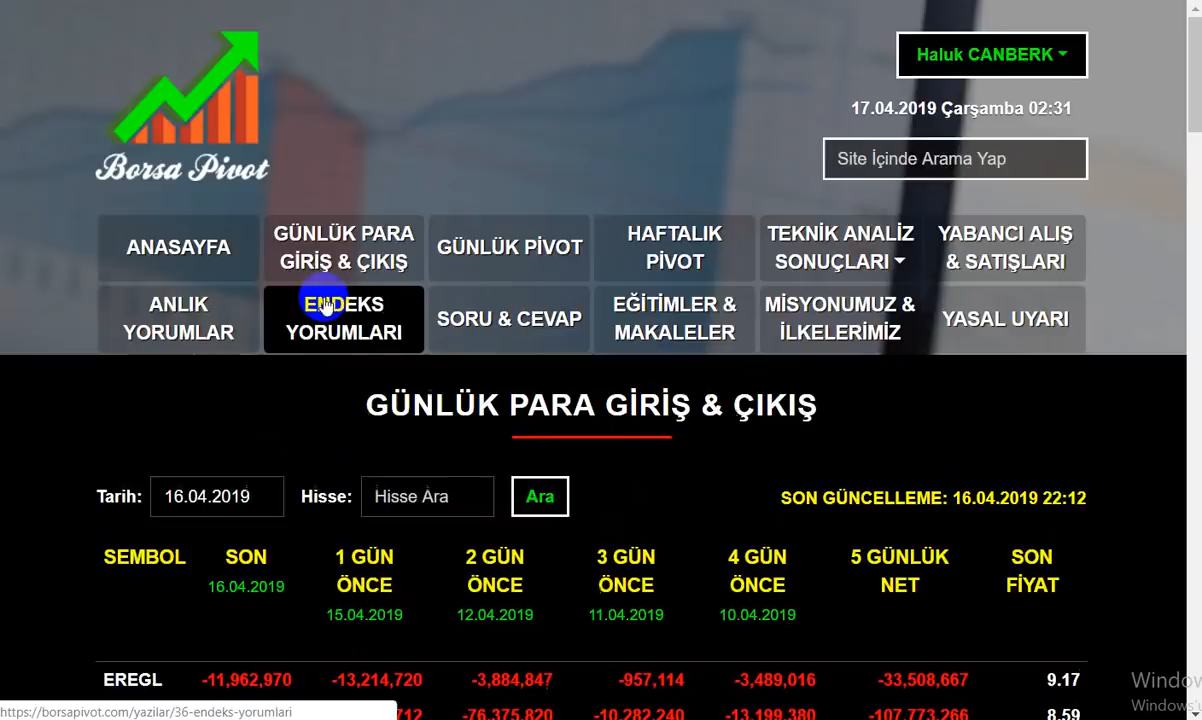 Borsa Pivot
Haluk CANBERK
17.04.2019 Çarşamba 02:31
Site İçinde Arama Yap
ANASAYFA
GÜNLÜK PARA
GİRİŞ & ÇIKIŞ
GÜNLÜK PİVOT
HAFTALIK
PİVOT
TEKNİK ANALİZ
SONUÇLARI
YABANCI ALIŞ
& SATIŞLARI
ANLIK
YORUMLAR
ENDEKS
YORUMLARI
SORU & CEVAP
EĞİTİMLER &
MAKALELER
MİSYONUMUZ &
İLKELERİMİZ
YASAL UYARI
GÜNLÜK PARA GİRİŞ & ÇIKIŞ
Tarih: 16.04.2019 Hisse: Hisse Ara Ara SON GÜNCELLEME: 16.04.2019 22:12
SEMBOL
SON
16.04.2019
1 GÜN
ÖNCE
15.04.2019
2 GÜN
ÖNCE
12.04.2019
3 GÜN
ÖNCE
11.04.2019
4 GÜN
ÖNCE
10.04.2019
5 GÜNLÜK
NET
SON
FİYAT
EREGL -11,962,970 -13,214,720 -3,884,847 -957,114 -3,489,016 -33,508,667 9.17
712 -76,375,820 -10,282,240 -13,199,380 -107,773,266 8.59
Window
Windows
https://borsapivot.com/yazilar/36-endeks-yorumlari